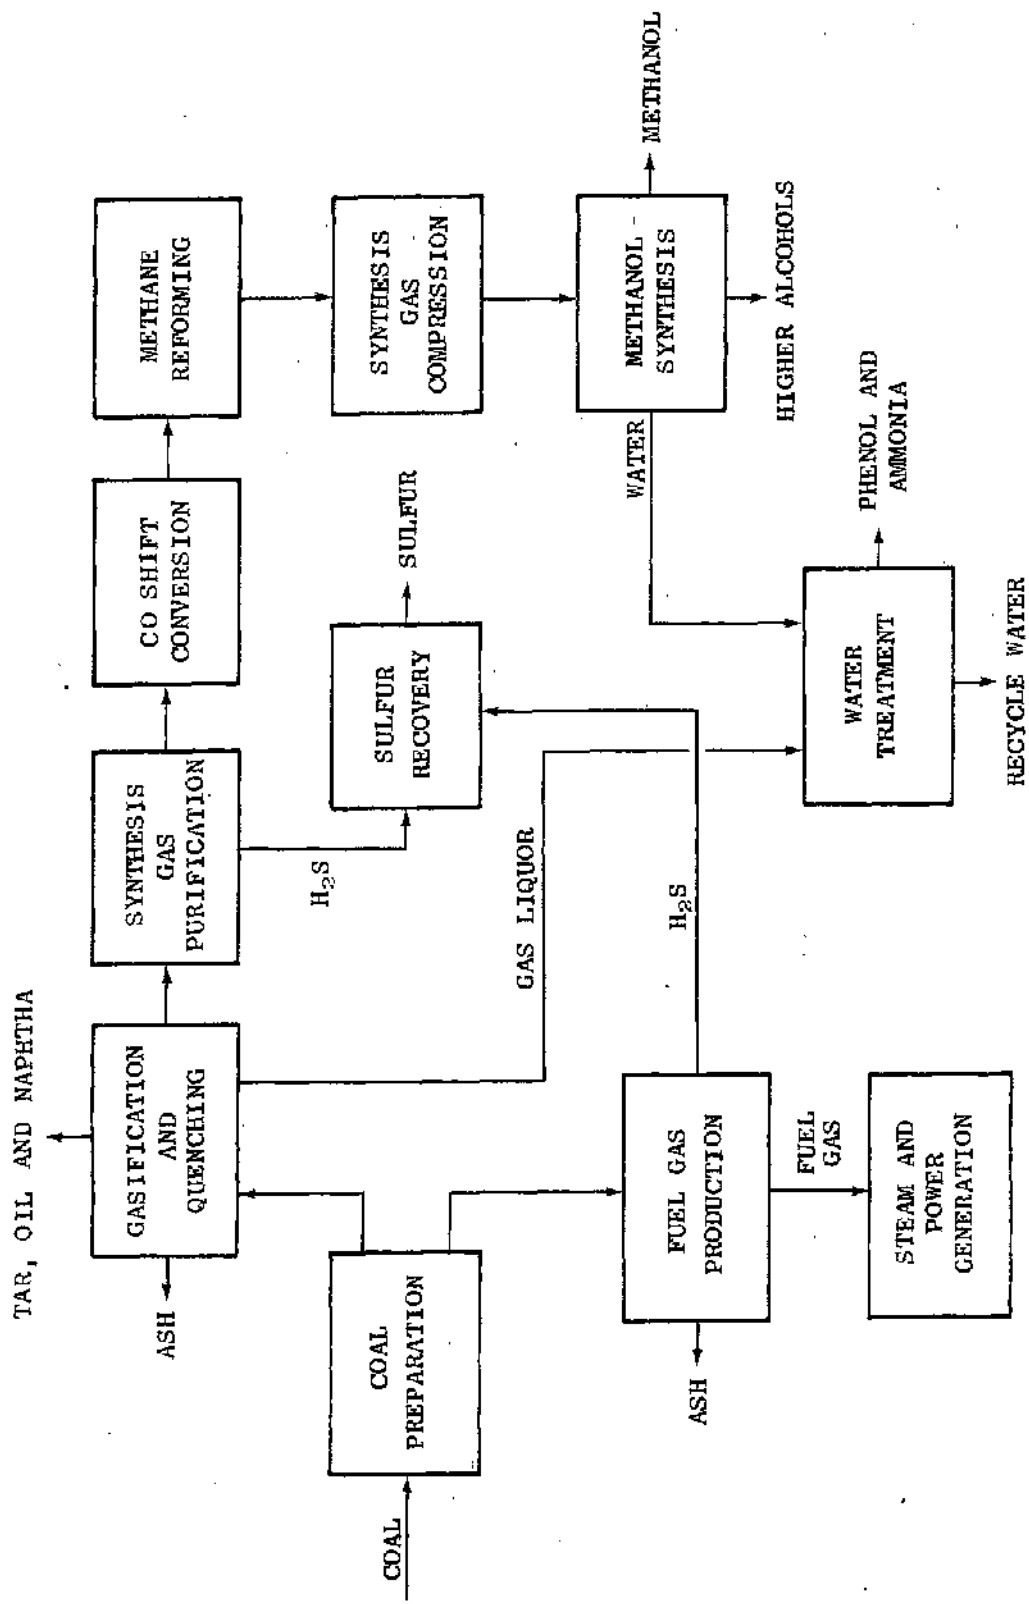 TAR, OIL AND NAPHTHA
ASH
GASIFICATION
AND
QUENCHING
SYNTHESIS
GAS
PURIFICATION
CO SHIFT
CONVERSION
METHANE
REFORMING
COAL
COAL
PREPARATION
H₂S
SULFUR
RECOVERY
SULFUR
SYNTHESIS
GAS
COMPRESSION
GAS LIQUOR
ASH
FUEL GAS
PRODUCTION
H₂S
WATER
METHANOL
SYNTHESIS
METHANOL
HIGHER ALCOHOLS
FUEL
GAS
STEAM AND
POWER
GENERATION
WATER
TREATMENT
PHENOL AND
AMMONIA
RECYCLE WATER